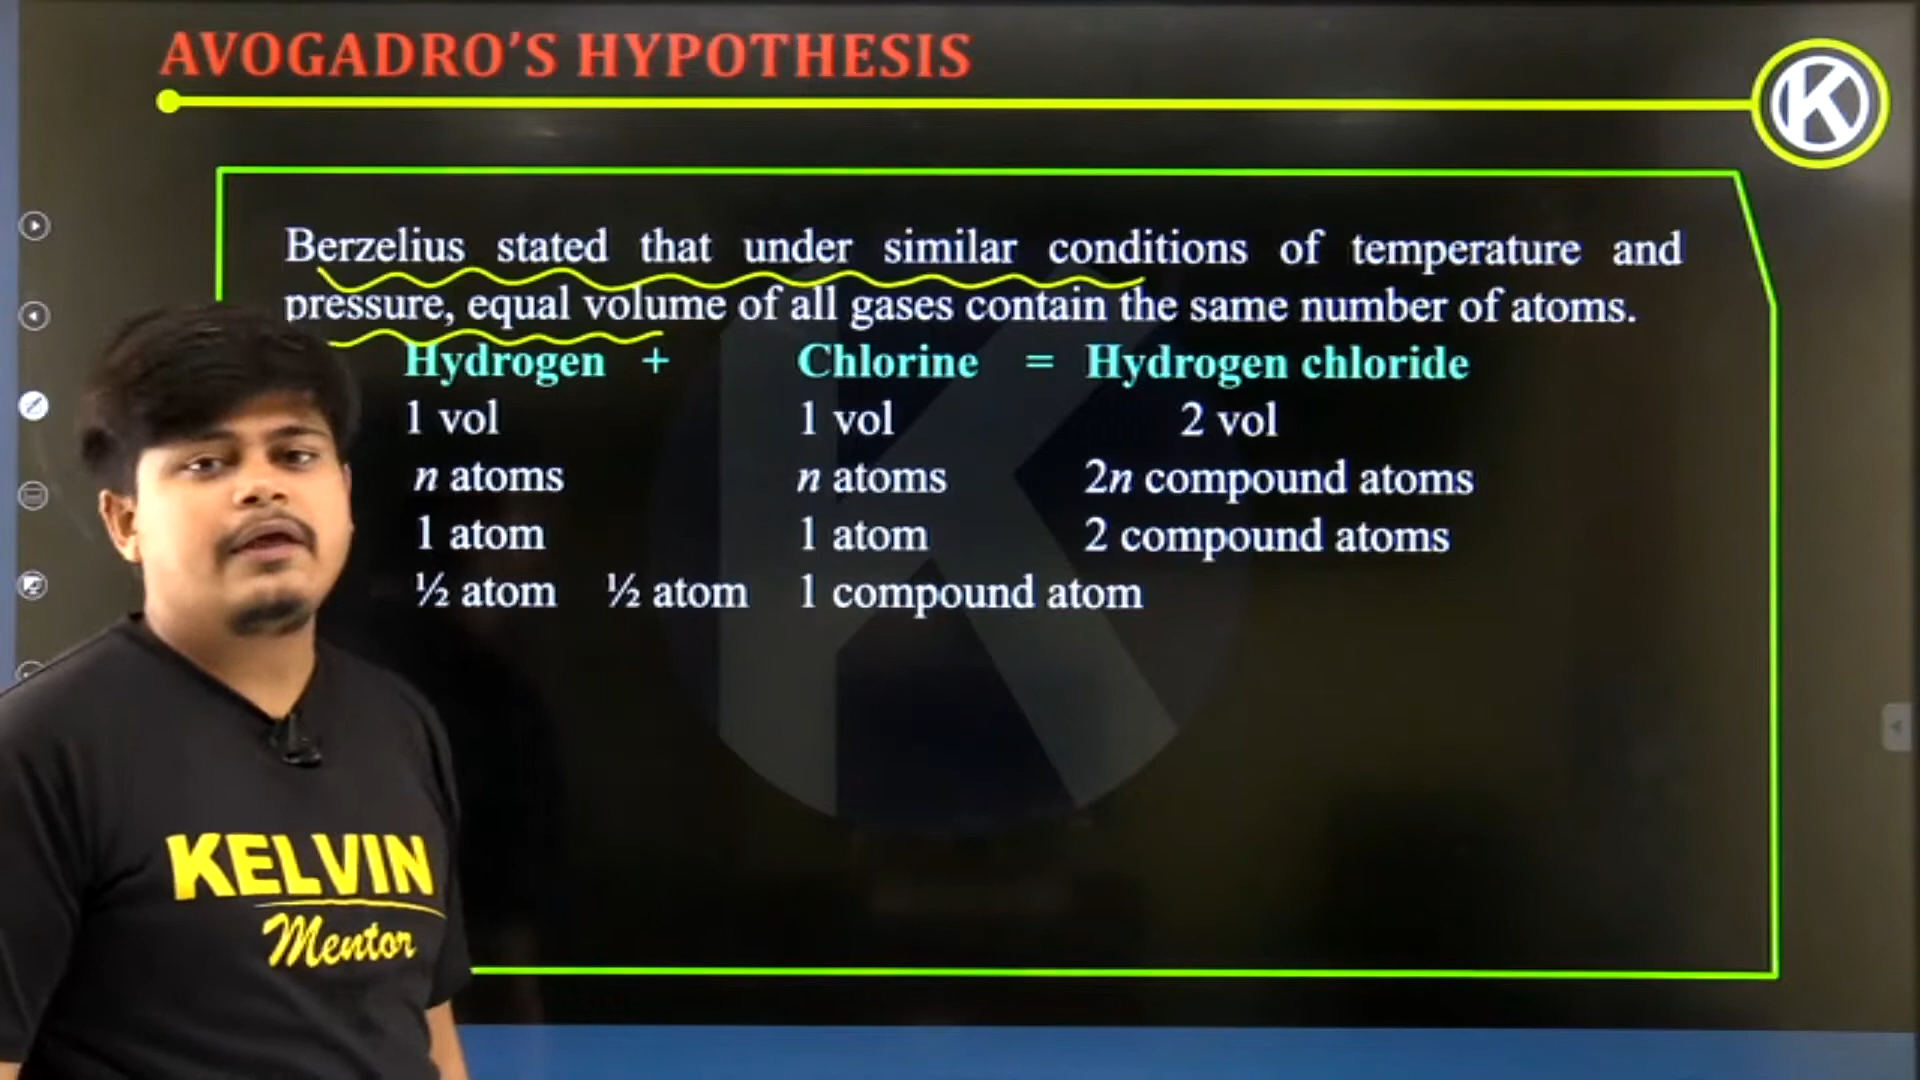 AVOGADRO'S HYPOTHESIS
K
Berzelius stated that under similar conditions of temperature and
pressure, equal volume of all gases contain the same number of atoms.
Hydrogen + Chlorine = Hydrogen chloride
1 vol 1 vol 2 vol
n atoms n atoms 2n compound atoms
1 atom 1 atom 2 compound atoms
½ atom ½ atom 1 compound atom
KELVIN
Mentor